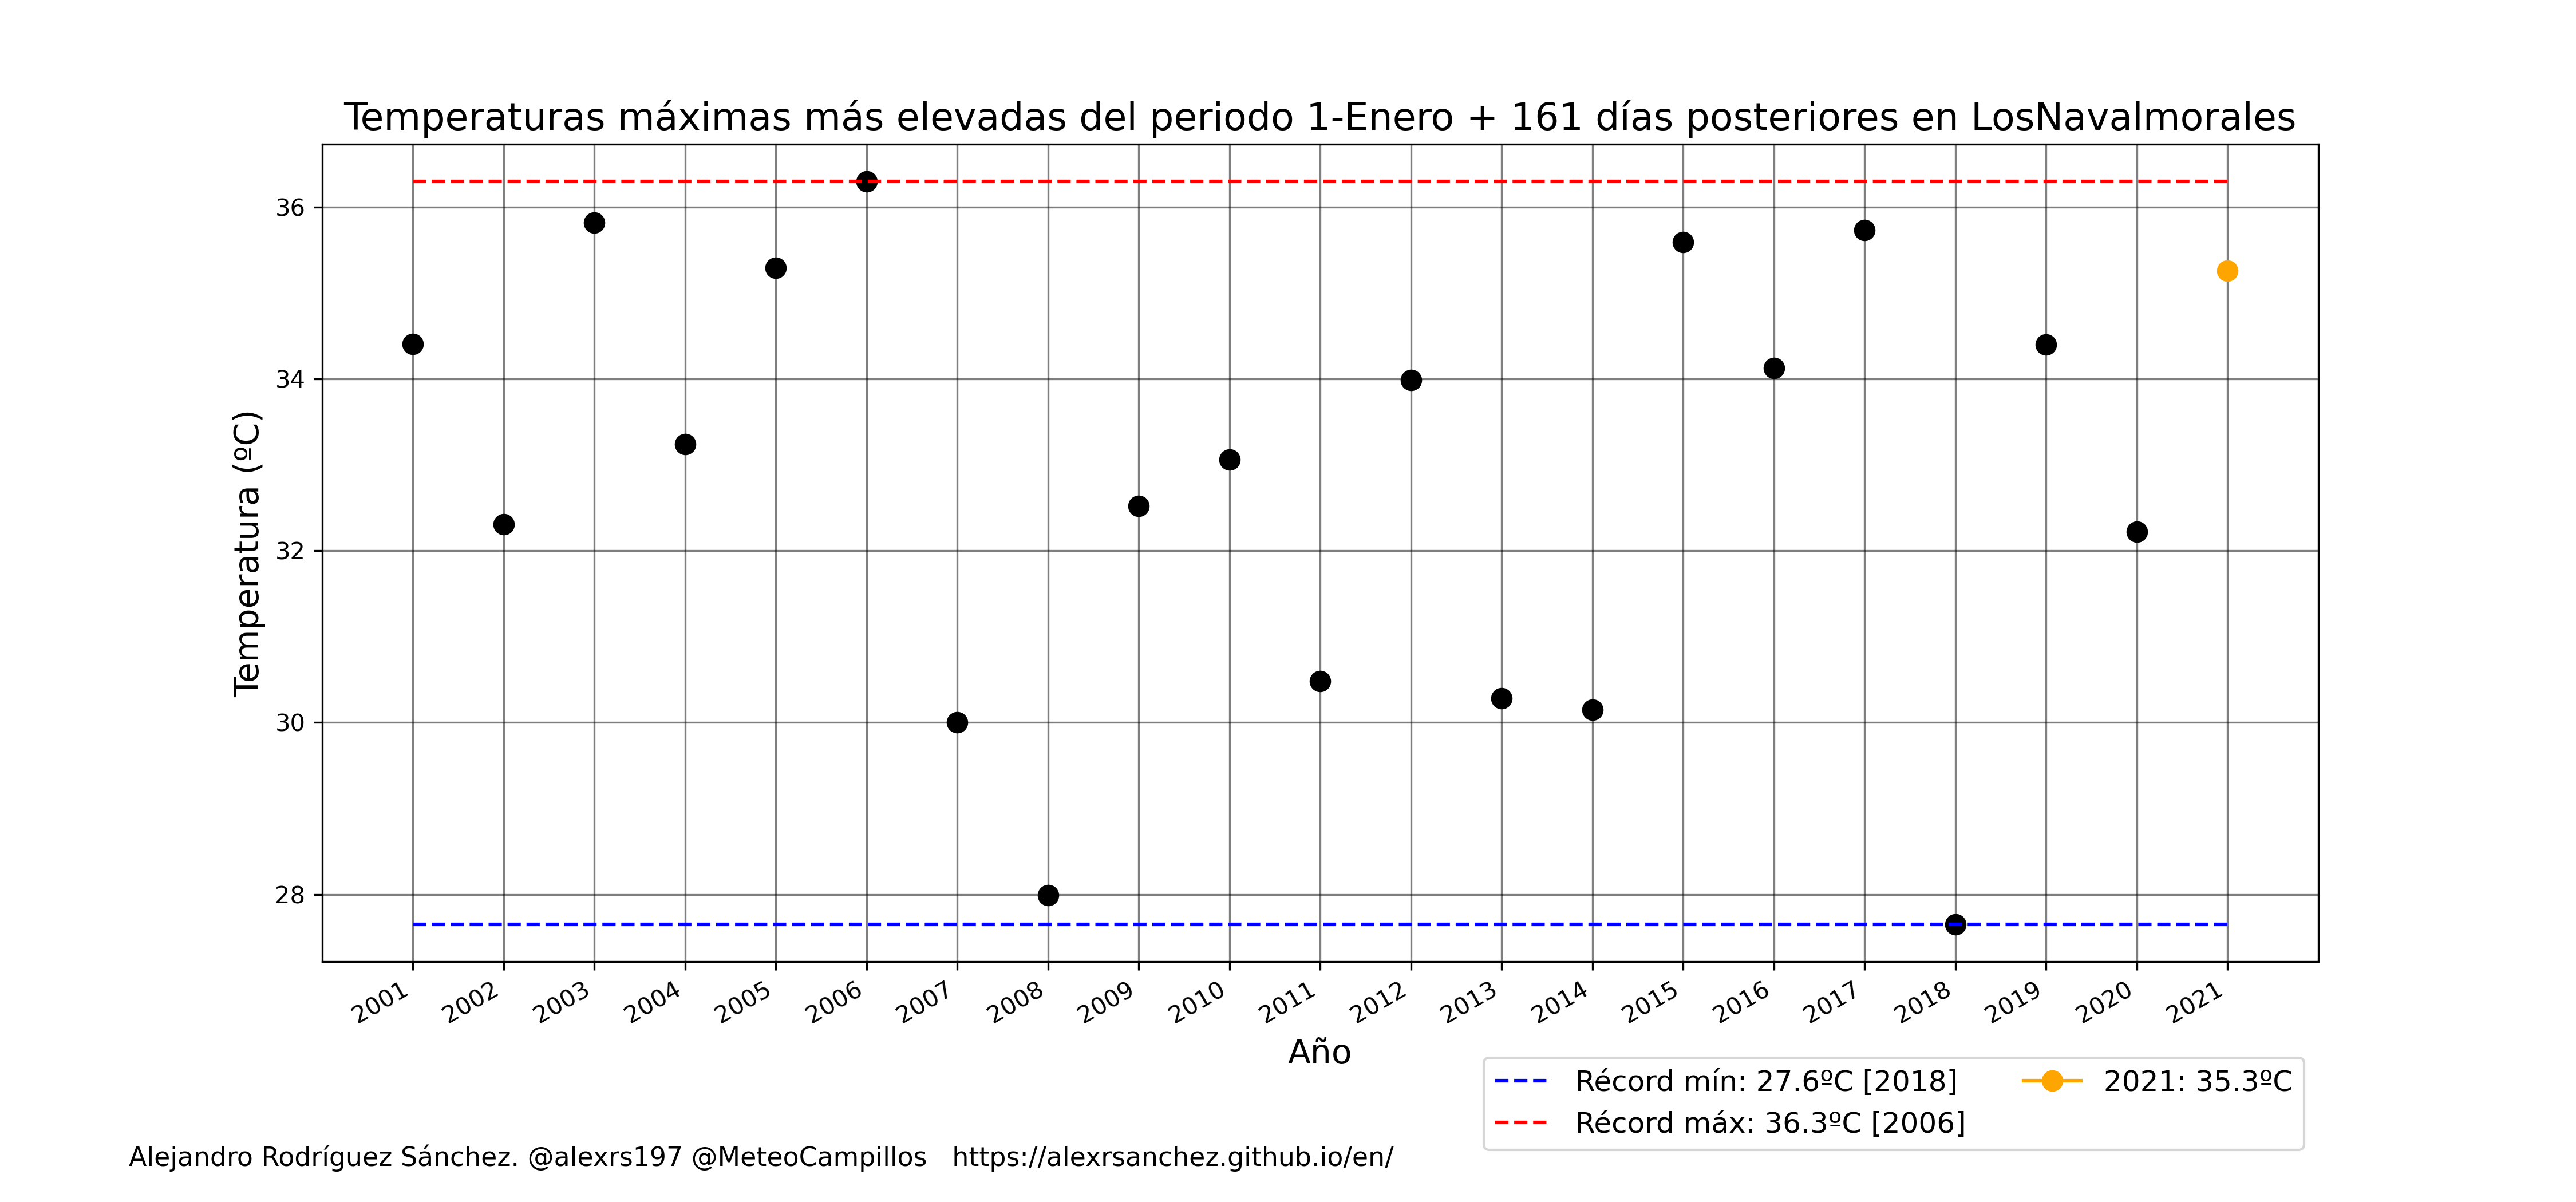 Temperaturas máximas más elevadas del periodo 1-Enero + 161 días posteriores en LosNavalmorales
Temperatura (ºC)
36
34
32
30
28
2001 2002 2003 2004 2005 2006 2007 2008 2009 2010 2011 2012 2013 2014 2015 2016 2017 2018 2019 2020 2021
Año
Récord mín: 27.6ºC [2018]
Récord máx: 36.3ºC [2006]
2021: 35.3ºC
Alejandro Rodríguez Sánchez. @alexrs197 @MeteoCampillos https://alexrsanchez.github.io/en/